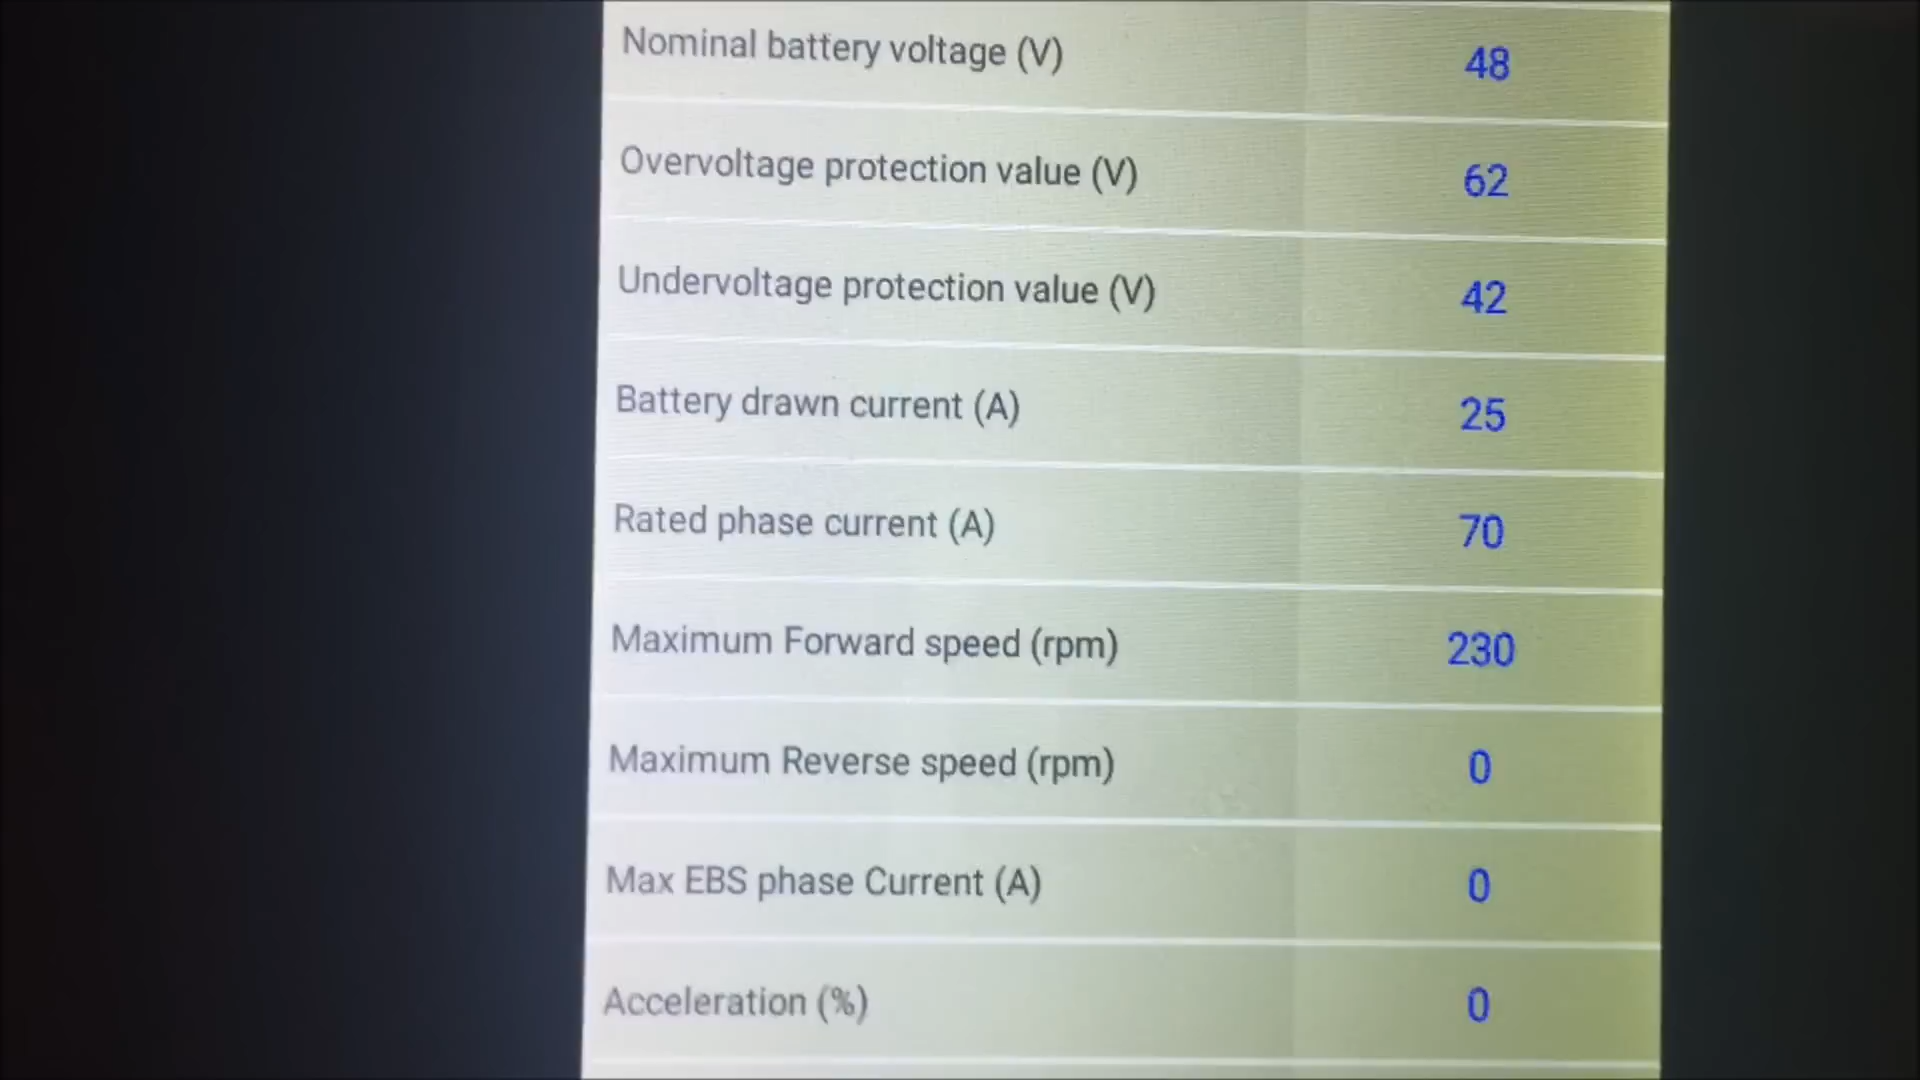 Nominal battery voltage (V) 48
Overvoltage protection value (V) 62
Undervoltage protection value (V) 42
Battery drawn current (A) 25
Rated phase current (A) 70
Maximum Forward speed (rpm) 230
Maximum Reverse speed (rpm) 0
Max EBS phase Current (A) 0
Acceleration (%) 0